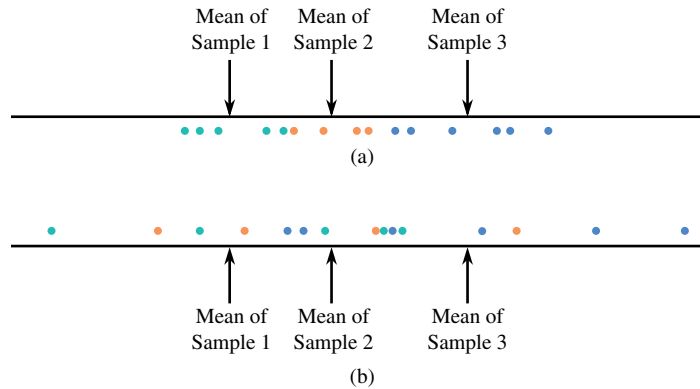 Mean of Sample 1
Mean of Sample 2
Mean of Sample 3
(a)
Mean of Sample 1
Mean of Sample 2
Mean of Sample 3
(b)